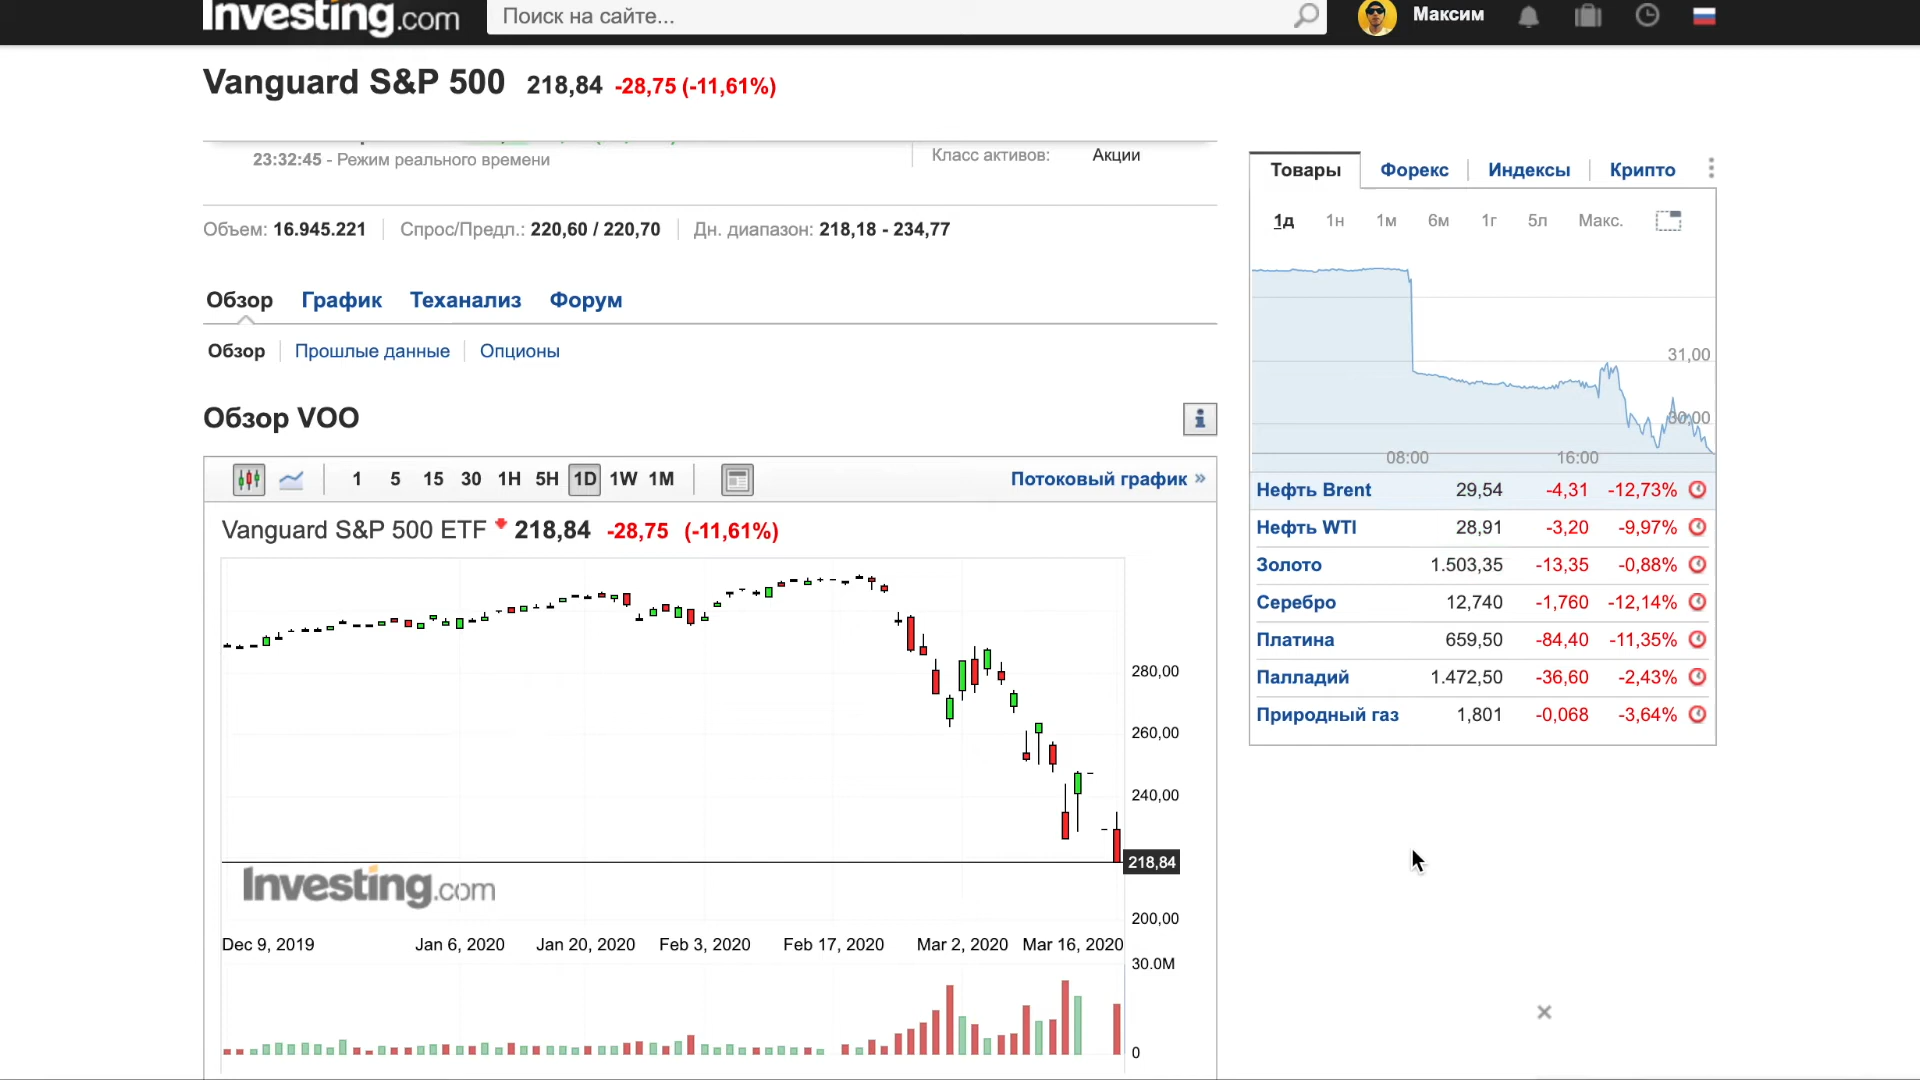 Investing.com
Поиск на сайте...
Максим
Vanguard S&P 500 218,84 -28,75 (-11,61%)
23:32:45 - Режим реального времени
Класс активов: Акции
Объем: 16.945.221 Спрос/Предл.: 220,60 / 220,70 Дн. диапазон: 218,18 - 234,77
Обзор График Теханализ Форум
Обзор Прошлые данные Опционы
Обзор VOO
1 5 15 30 1H 5H 1D 1W 1M
Потоковый график »
Vanguard S&P 500 ETF 218,84 -28,75 (-11,61%)
280,00
260,00
240,00
218,84
Investing.com
200,00
Dec 9, 2019 Jan 6, 2020 Jan 20, 2020 Feb 3, 2020 Feb 17, 2020 Mar 2, 2020 Mar 16, 2020
30.0M
0
Товары Форекс Индексы Крипто
1д 1н 1м 6м 1г 5л Макс.
31,00
30,00
08:00 16:00
Нефть Brent 29,54 -4,31 -12,73%
Нефть WTI 28,91 -3,20 -9,97%
Золото 1.503,35 -13,35 -0,88%
Серебро 12,740 -1,760 -12,14%
Платина 659,50 -84,40 -11,35%
Палладий 1.472,50 -36,60 -2,43%
Природный газ 1,801 -0,068 -3,64%